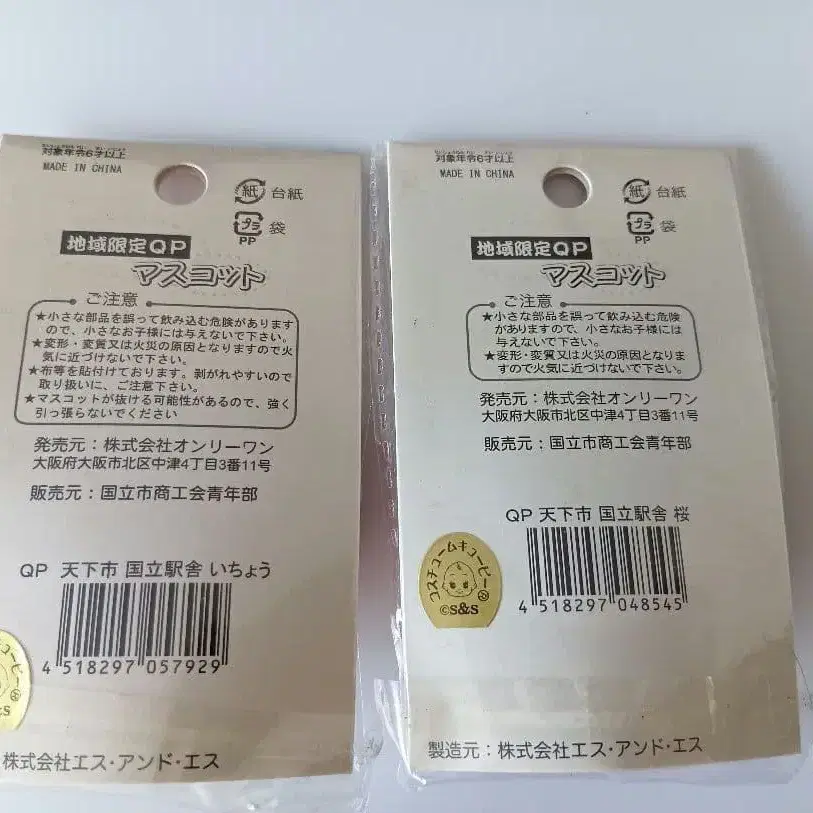 対象年令6才以上
MADE IN CHINA
紙 台紙
プラ 袋
PP
地域限定QP
マスコット
ご注意
★小さな部品を誤って飲み込む危険があります
ので、小さなお子様には与えないで下さい。
★変形・変質又は火災の原因となりますので火
気に近づけないで下さい。
★布等を貼付けております。剥がれやすいので
取り扱いに、ご注意下さい。
★マスコットが抜ける可能性があるので、強く
引っ張らないでください
発売元：株式会社オンリーワン
大阪府大阪市北区中津4丁目3番11号
販売元：国立市商工会青年部
QP 天下市 国立駅舎 いちょう
4 518297 057929
&S
株式会社エス・アンド・エス
対象年令6才以上
MADE IN CHINA
紙 台紙
プラ 袋
PP
地域限定QP
マスコット
ご注意
★小さな部品を誤って飲み込む危険
がありますので、小さなお子様には
与えないで下さい。
★変形・変質又は火災の原因となりま
すので火気に近づけないで下さい。
発売元：株式会社オンリーワン
大阪府大阪市北区中津4丁目3番11号
販売元：国立市商工会青年部
QP 天下市 国立駅舎 桜
コスチュームキューピー
©S&S
4 518297 048545
製造元：株式会社エス・アンド・エス